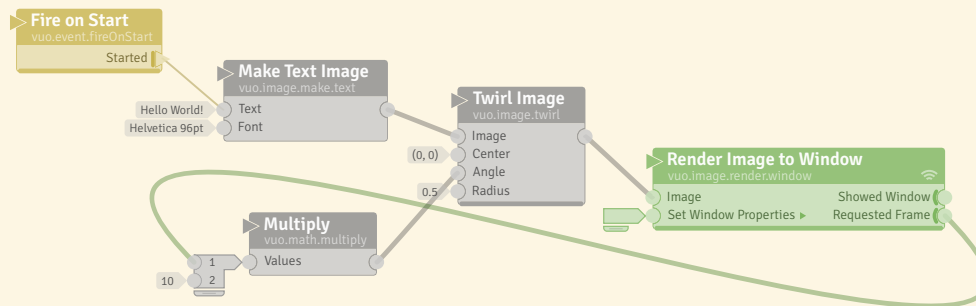 Fire on Start
vuo.event.fireOnStart
Started
Make Text Image
vuo.image.make.text
Hello World!
Text
Helvetica 96pt
Font
Twirl Image
vuo.image.twirl
Image
(0, 0)
Center
Angle
0.5
Radius
Render Image to Window
vuo.image.render.window
Image
Showed Window
Set Window Properties
Requested Frame
Multiply
vuo.math.multiply
1
Values
10
2